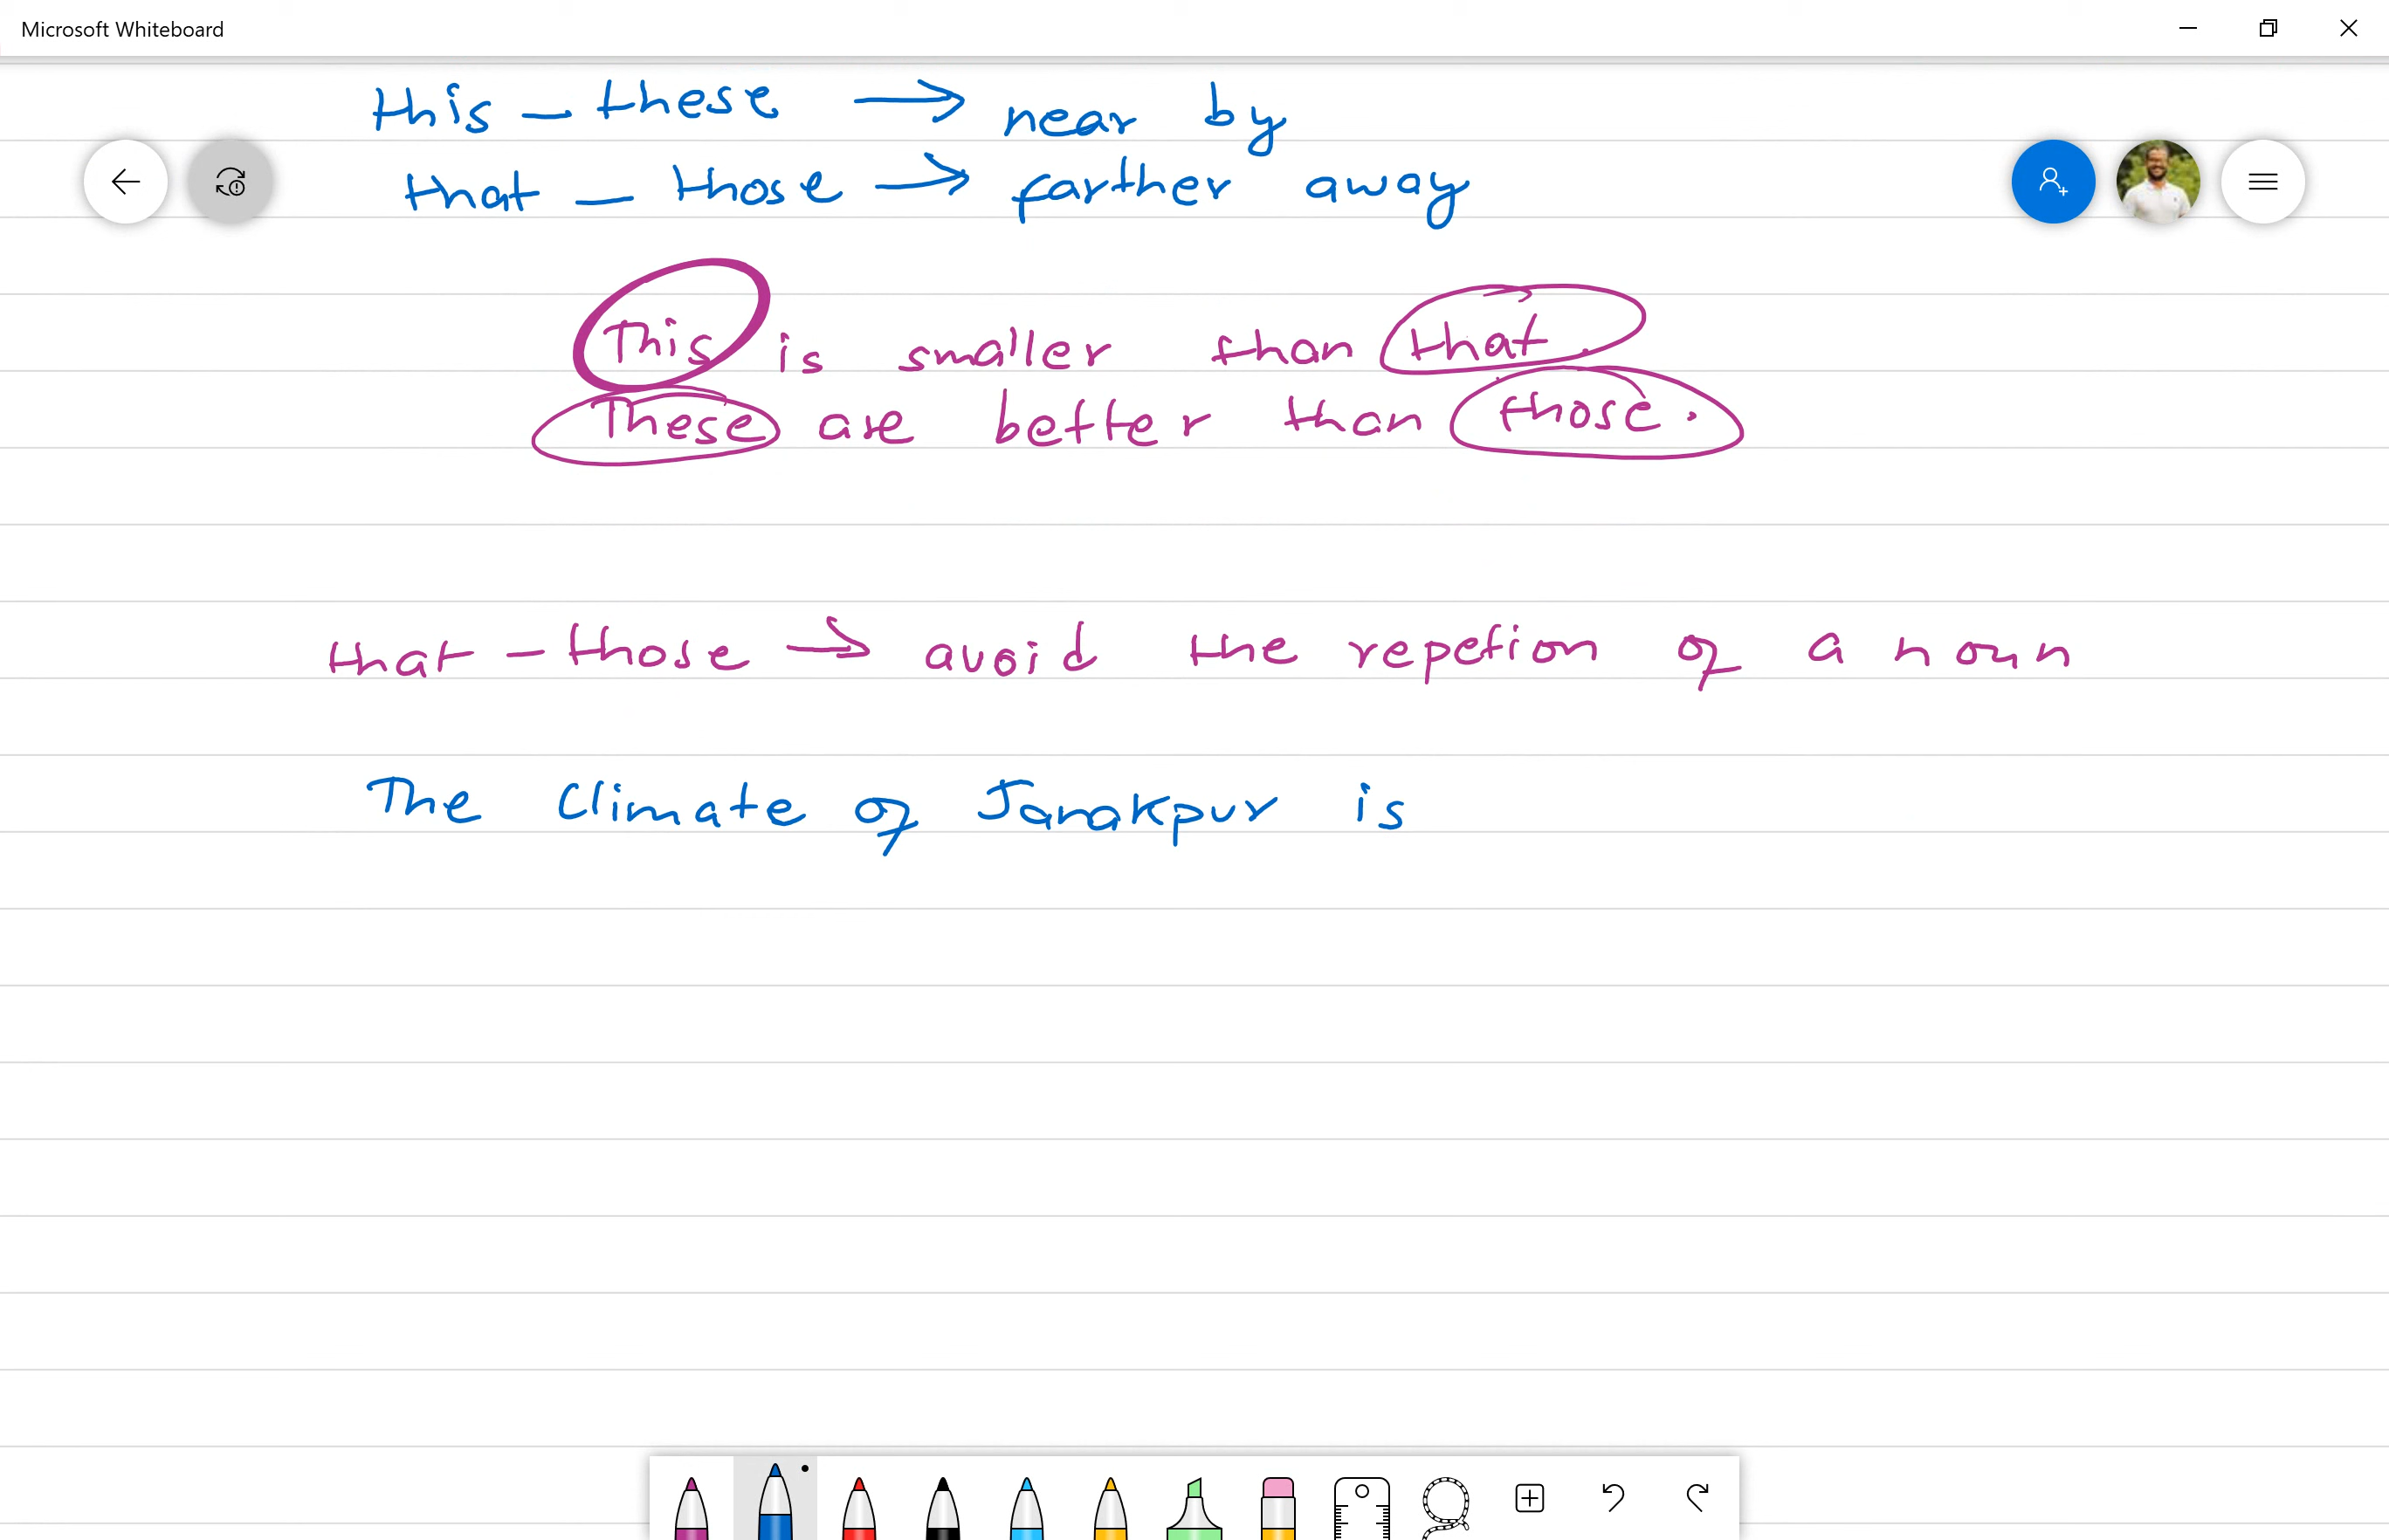 Microsoft Whiteboard
this - these → near by
that - those → farther away
This is smaller than that.
These are better than those.
that - those → avoid the repetion of a noun
The climate of Janakpur is